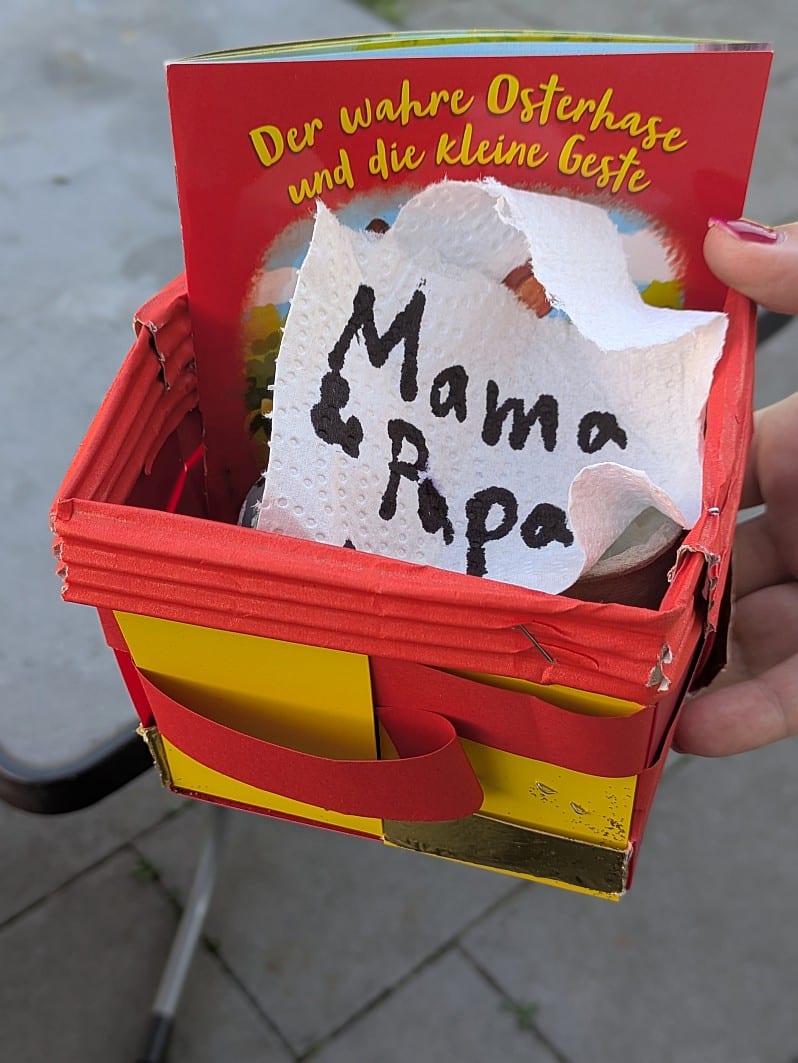 Der wahre Osterhase
und die kleine Geste
Mama
& Papa